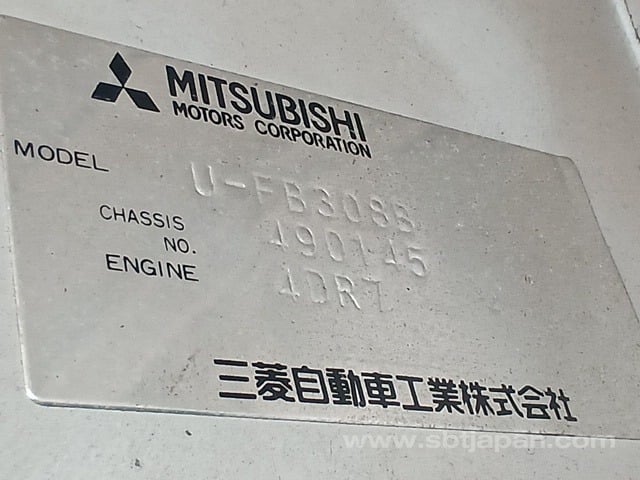 MITSUBISHI
MOTORS CORPORATION
MODEL U-FB308B
CHASSIS
NO. 490145
ENGINE 4DR7
三菱自動車工業株式会社
www.sbtjapan.com